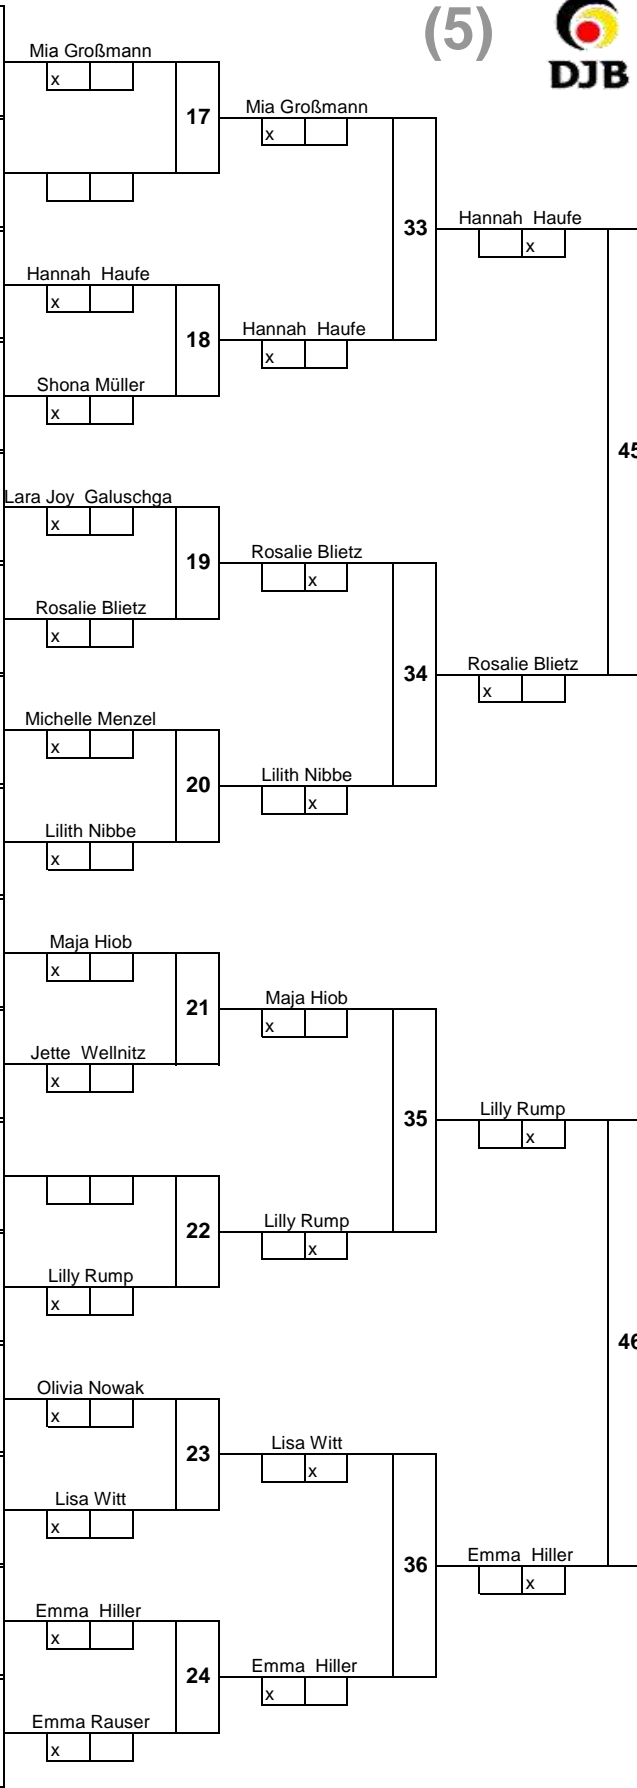 (5)
DJB
Mia Großmann
x
17
Mia Großmann
x
33
Hannah  Haufe
x
Hannah  Haufe
x
18
Hannah  Haufe
x
Shona Müller
x
45
Lara Joy  Galuschga
x
19
Rosalie Blietz
x
Rosalie Blietz
x
34
Rosalie Blietz
x
Michelle Menzel
x
20
Lilith Nibbe
x
Lilith Nibbe
x
Maja Hiob
x
21
Maja Hiob
x
Jette  Wellnitz
x
35
Lilly Rump
x
22
Lilly Rump
x
Lilly Rump
x
46
Olivia Nowak
x
23
Lisa Witt
x
Lisa Witt
x
36
Emma  Hiller
x
Emma  Hiller
x
24
Emma  Hiller
x
Emma Rauser
x